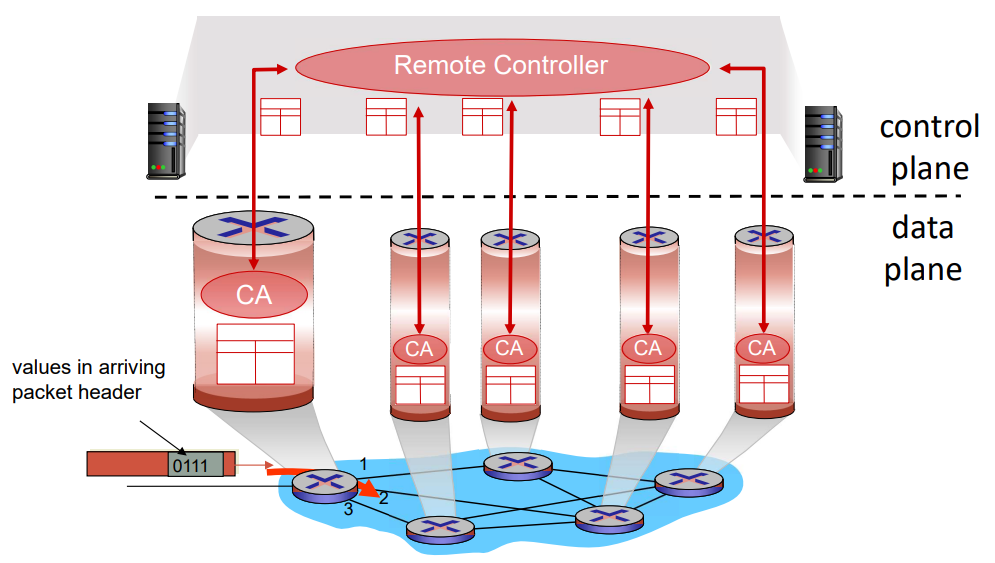 Remote Controller
control
plane
data
plane
CA
CA
CA
CA
CA
values in arriving
packet header
0111
1
2
3